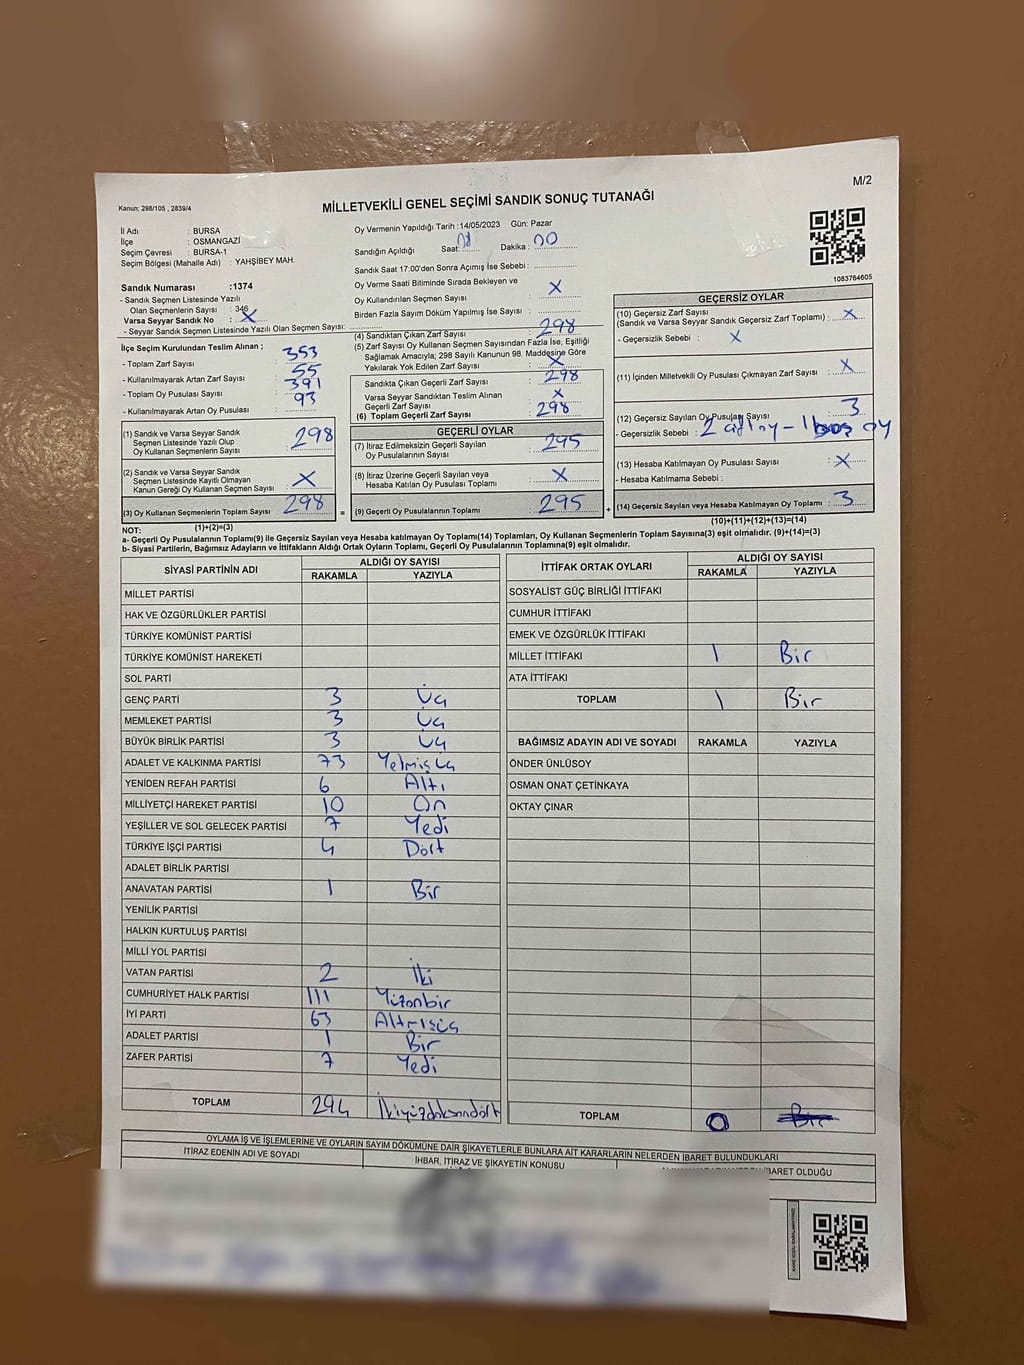 M/2
Kanun: 298/105 , 2839/4
MİLLETVEKİLİ GENEL SEÇİMİ SANDIK SONUÇ TUTANAĞI
İl Adı : BURSA
İlçe : OSMANGAZİ
Seçim Çevresi : BURSA-1
Seçim Bölgesi (Mahalle Adı) : YAHŞİBEY MAH.
Sandık Numarası :1374
- Sandık Seçmen Listesinde Yazılı
Olan Seçmenlerin Sayısı : 346
Varsa Seyyar Sandık No : X
- Seyyar Sandık Seçmen Listesinde Yazılı Olan Seçmen Sayısı:
Oy Vermenin Yapıldığı Tarih :14/05/2023 Gün: Pazar
Sandığın Açıldığı Saat: Dakika : 00
Sandık Saat 17:00'den Sonra Açımış İse Sebebi :
Oy Verme Saati Bitiminde Sırada Bekleyen ve
Oy Kullandırılan Seçmen Sayısı : X
Birden Fazla Sayım Döküm Yapılmış İse Sayısı :
1083764605
İlçe Seçim Kurulundan Teslim Alınan ;
- Toplam Zarf Sayısı : 353
- Kullanılmayarak Artan Zarf Sayısı : 55
- Toplam Oy Pusulası Sayısı : 391
- Kullanılmayarak Artan Oy Pusulası : 93
(1) Sandık ve Varsa Seyyar Sandık
Seçmen Listesinde Yazılı Olup
Oy Kullanan Seçmenlerin Sayısı : 298
(2) Sandık ve Varsa Seyyar Sandık
Seçmen Listesinde Kayıtlı Olmayan
Kanun Gereği Oy Kullanan Seçmen Sayısı : X
(3) Oy Kullanan Seçmenlerin Toplam Sayısı 298
(1)+(2)=(3)
(4) Sandıktan Çıkan Zarf Sayısı : 298
(5) Zarf Sayısı Oy Kullanan Seçmen Sayısından Fazla İse, Eşitliği
Sağlamak Amacıyla; 298 Sayılı Kanunun 98. Maddesine Göre
Yakılarak Yok Edilen Zarf Sayısı : X
Sandıkta Çıkan Geçerli Zarf Sayısı : 298
Varsa Seyyar Sandıktan Teslim Alınan
Geçerli Zarf Sayısı : X
(6) Toplam Geçerli Zarf Sayısı : 298
GEÇERLİ OYLAR
(7) İtiraz Edilmeksizin Geçerli Sayılan
Oy Pusulalarının Sayısı : 295
(8) İtiraz Üzerine Geçerli Sayılan veya
Hesaba Katılan Oy Pusulası Toplamı : X
= (9) Geçerli Oy Pusulalarının Toplamı : 295
GEÇERSİZ OYLAR
(10) Geçersiz Zarf Sayısı
(Sandık ve Varsa Seyyar Sandık Geçersiz Zarf Toplamı) : X
- Geçersizlik Sebebi : X
(11) İçinden Milletvekili Oy Pusulası Çıkmayan Zarf Sayısı : X
(12) Geçersiz Sayılan Oy Pusulası Sayısı : 3
- Geçersizlik Sebebi : 2 oy - 1 boş oy
(13) Hesaba Katılmayan Oy Pusulası Sayısı : X
- Hesaba Katılmama Sebebi :
+ (14) Geçersiz Sayılan veya Hesaba Katılmayan Oy Toplamı : 3
(10)+(11)+(12)+(13)=(14)
NOT:
a- Geçerli Oy Pusulalarının Toplamı(9) ile Geçersiz Sayılan veya Hesaba katılmayan Oy Toplamı(14) Toplamları, Oy Kullanan Seçmenlerin Toplam Sayısına(3) eşit olmalıdır. (9)+(14)=(3)
b- Siyasi Partilerin, Bağımsız Adayların ve İttifakların Aldığı Ortak Oyların Toplamı, Geçerli Oy Pusulalarının Toplamına(9) eşit olmalıdır.
SİYASİ PARTİNİN ADI ALDIĞI OY SAYISI
RAKAMLA YAZIYLA
MİLLET PARTİSİ
HAK VE ÖZGÜRLÜKLER PARTİSİ
TÜRKİYE KOMÜNİST PARTİSİ
TÜRKİYE KOMÜNİST HAREKETİ
SOL PARTİ
GENÇ PARTİ 3 Üç
MEMLEKET PARTİSİ 3 Üç
BÜYÜK BİRLİK PARTİSİ 3 Üç
ADALET VE KALKINMA PARTİSİ 73 Yetmişüç
YENİDEN REFAH PARTİSİ 6 Altı
MİLLİYETÇİ HAREKET PARTİSİ 10 On
YEŞİLLER VE SOL GELECEK PARTİSİ 7 Yedi
TÜRKİYE İŞÇİ PARTİSİ 4 Dört
ADALET BİRLİK PARTİSİ
ANAVATAN PARTİSİ 1 Bir
YENİLİK PARTİSİ
HALKIN KURTULUŞ PARTİSİ
MİLLİ YOL PARTİSİ
VATAN PARTİSİ 2 İki
CUMHURİYET HALK PARTİSİ 111 Yüzonbir
İYİ PARTİ 63 Altmışüç
ADALET PARTİSİ 1 Bir
ZAFER PARTİSİ 7 Yedi
TOPLAM 294 İkiyüzdoksandört
İTTİFAK ORTAK OYLARI ALDIĞI OY SAYISI
RAKAMLA YAZIYLA
SOSYALİST GÜÇ BİRLİĞİ İTTİFAKI
CUMHUR İTTİFAKI
EMEK VE ÖZGÜRLÜK İTTİFAKI
MİLLET İTTİFAKI 1 Bir
ATA İTTİFAKI
TOPLAM 1 Bir
BAĞIMSIZ ADAYIN ADI VE SOYADI RAKAMLA YAZIYLA
ÖNDER ÜNLÜSOY
OSMAN ONAT ÇETİNKAYA
OKTAY ÇINAR
TOPLAM 0 Bir
OYLAMA İŞ VE İŞLEMLERİNE VE OYLARIN SAYIM DÖKÜMÜNE DAİR ŞİKAYETLERLE BUNLARA AİT KARARLARIN NELERDEN İBARET BULUNDUKLARI
İTİRAZ EDENİN ADI VE SOYADI İHBAR, İTİRAZ VE ŞİKAYETİN KONUSU İBARET OLDUĞU